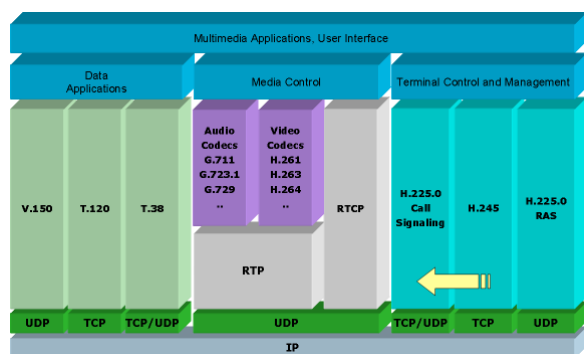 Multimedia Applications, User Interface
Data
Applications
Media Control
Terminal Control and Management
V.150
T.120
T.38
Audio
Codecs
G.711
G.723.1
G.729
..
Video
Codecs
H.261
H.263
H.264
..
RTCP
RTP
H.225.0
Call
Signaling
H.245
H.225.0
RAS
UDP
TCP
TCP/UDP
UDP
TCP/UDP
TCP
UDP
IP